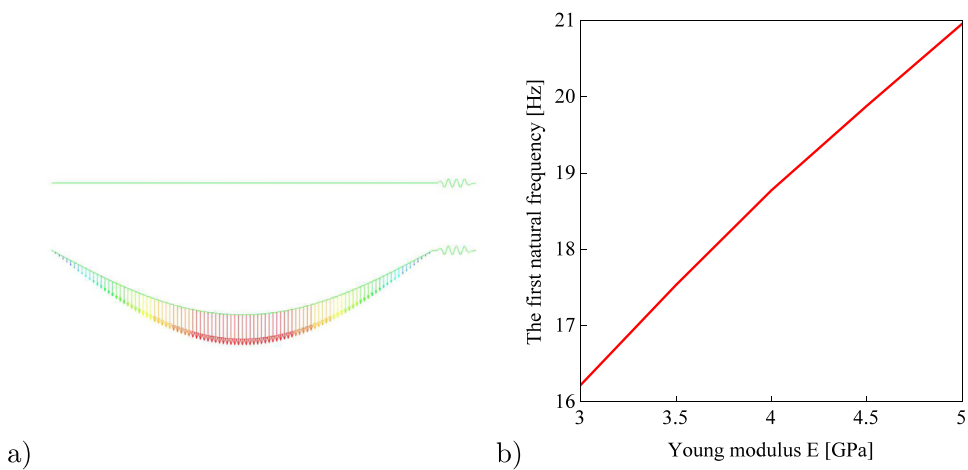 a)
b)
The first natural frequency [Hz]
21
20
19
18
17
16
3
3.5
4
4.5
5
Young modulus E [GPa]